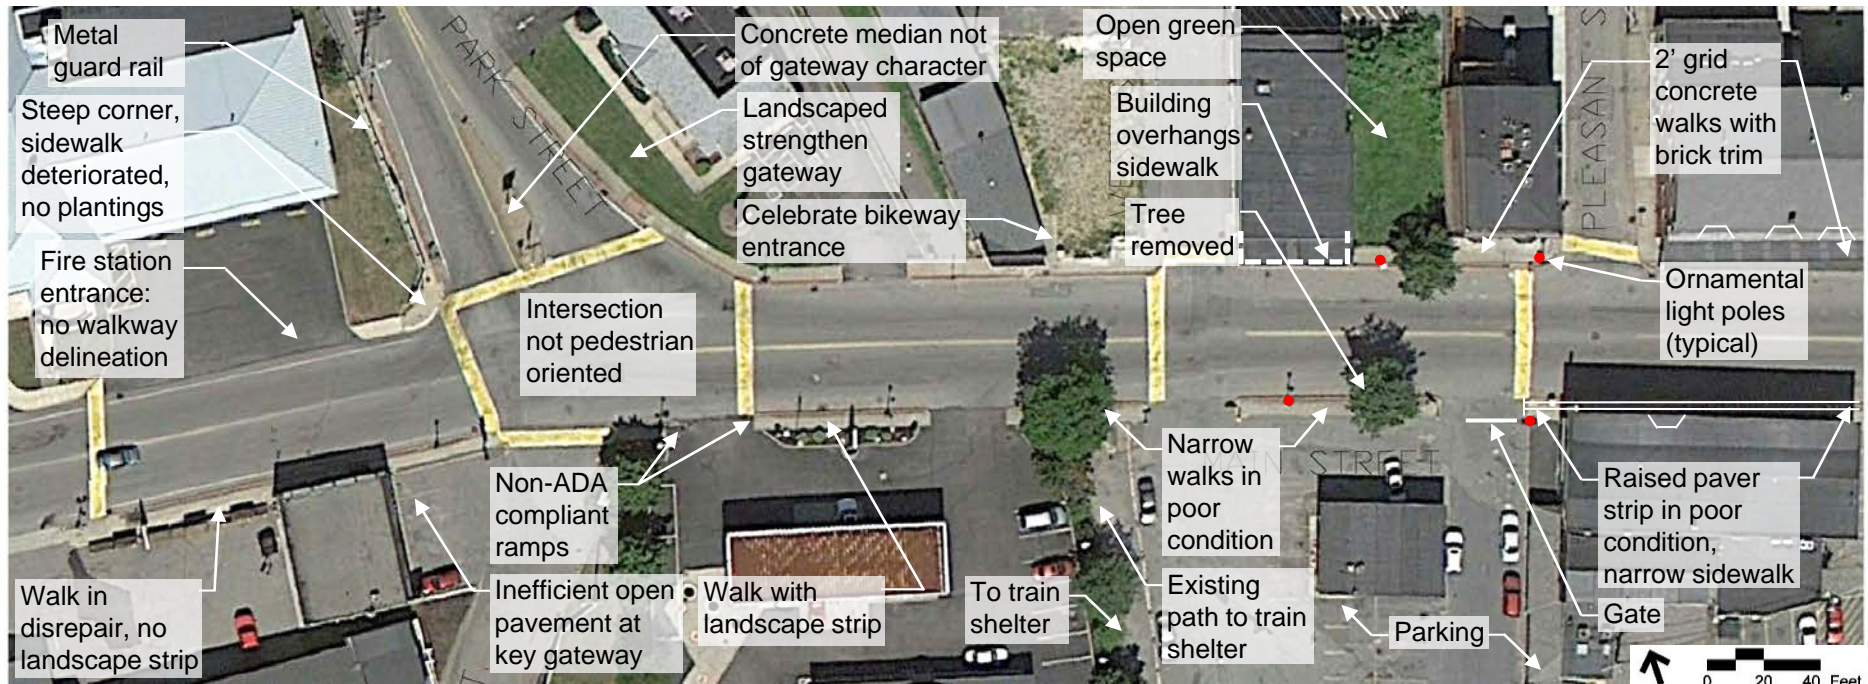 Metal
guard rail
Steep corner,
sidewalk
deteriorated,
no plantings
Fire station
entrance:
no walkway
delineation
PARK STREET
Concrete median not
of gateway character
Landscaped
strengthen
gateway
Celebrate bikeway
entrance
Intersection
not pedestrian
oriented
Open green
space
Building
overhangs
sidewalk
Tree
removed
PLEASANT S
2' grid
concrete
walks with
brick trim
Ornamental
light poles
(typical)
Walk in
disrepair, no
landscape strip
Non-ADA
compliant
ramps
Inefficient open
pavement at
key gateway
Walk with
landscape strip
To train
shelter
Narrow
walks in
poor
condition
MAIN STREET
Existing
path to train
shelter
Parking
Raised paver
strip in poor
condition,
narrow sidewalk
Gate
0 20 40 Feet